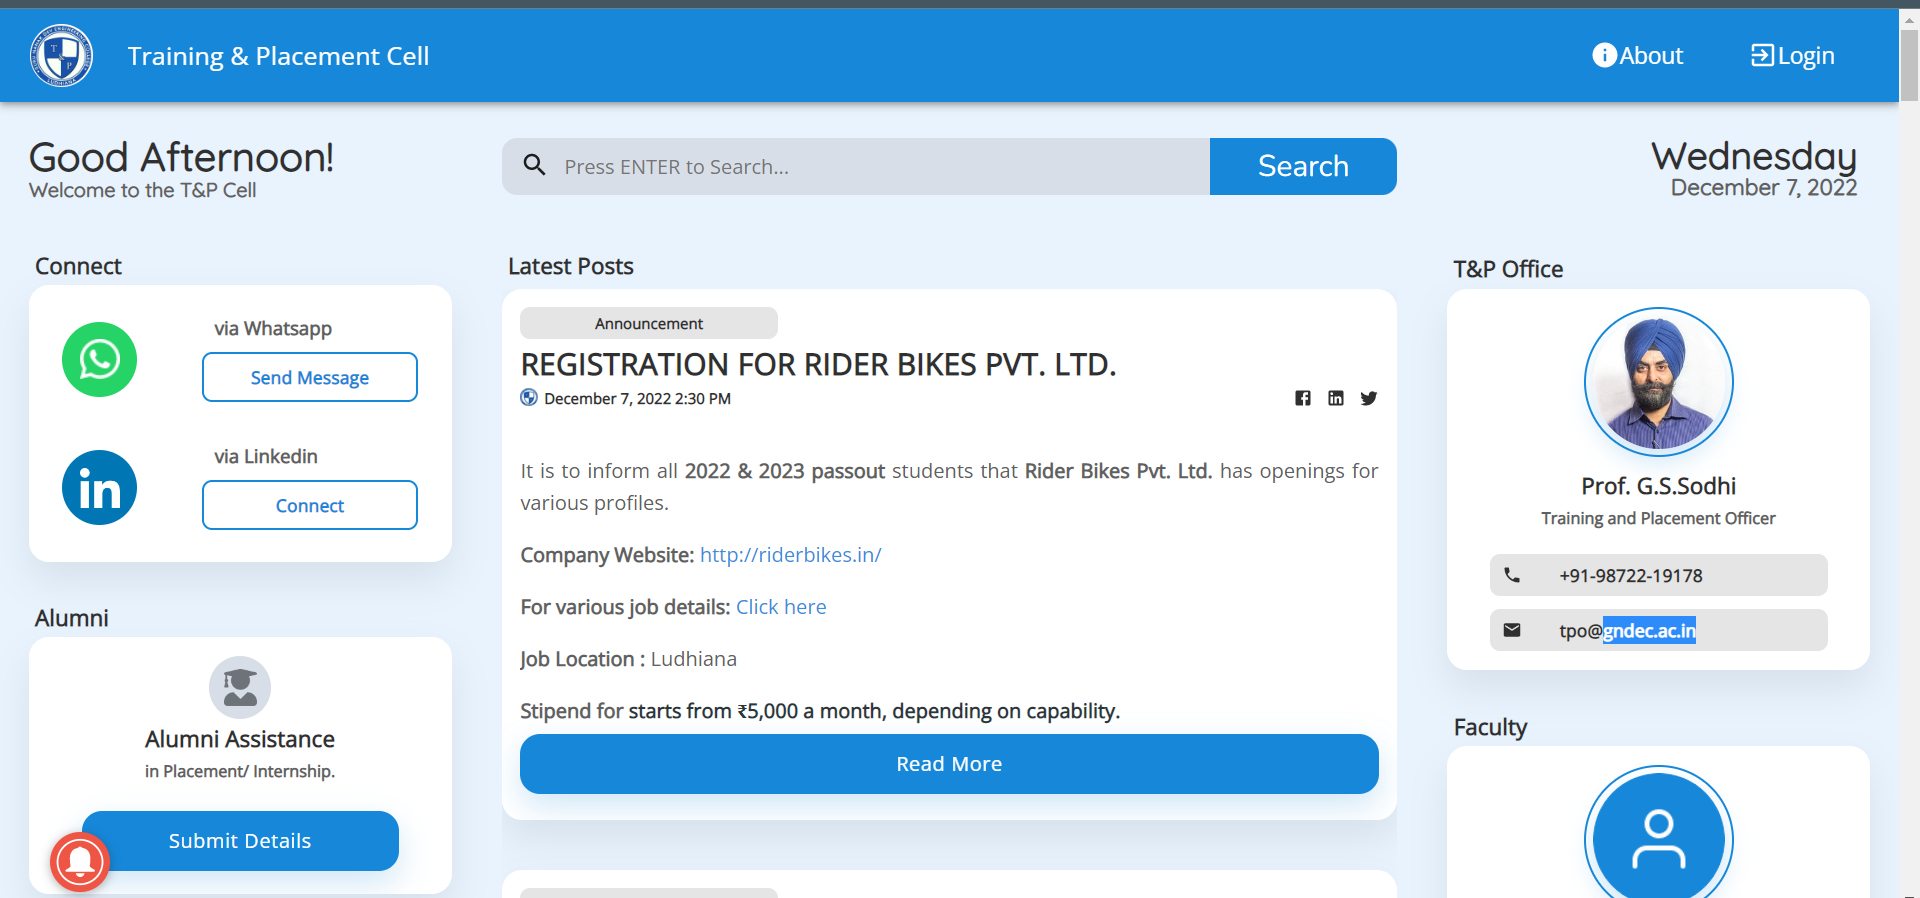 Training & Placement Cell
About
Login
Good Afternoon!
Welcome to the T&P Cell
Press ENTER to Search...
Search
Wednesday
December 7, 2022
Connect
via Whatsapp
Send Message
via Linkedin
Connect
Alumni
Alumni Assistance
in Placement/ Internship.
Submit Details
Latest Posts
Announcement
REGISTRATION FOR RIDER BIKES PVT. LTD.
December 7, 2022 2:30 PM
It is to inform all 2022 & 2023 passout students that Rider Bikes Pvt. Ltd. has openings for
various profiles.
Company Website: http://riderbikes.in/
For various job details: Click here
Job Location : Ludhiana
Stipend for starts from ₹5,000 a month, depending on capability.
Read More
T&P Office
Prof. G.S.Sodhi
Training and Placement Officer
+91-98722-19178
tpo@gndec.ac.in
Faculty